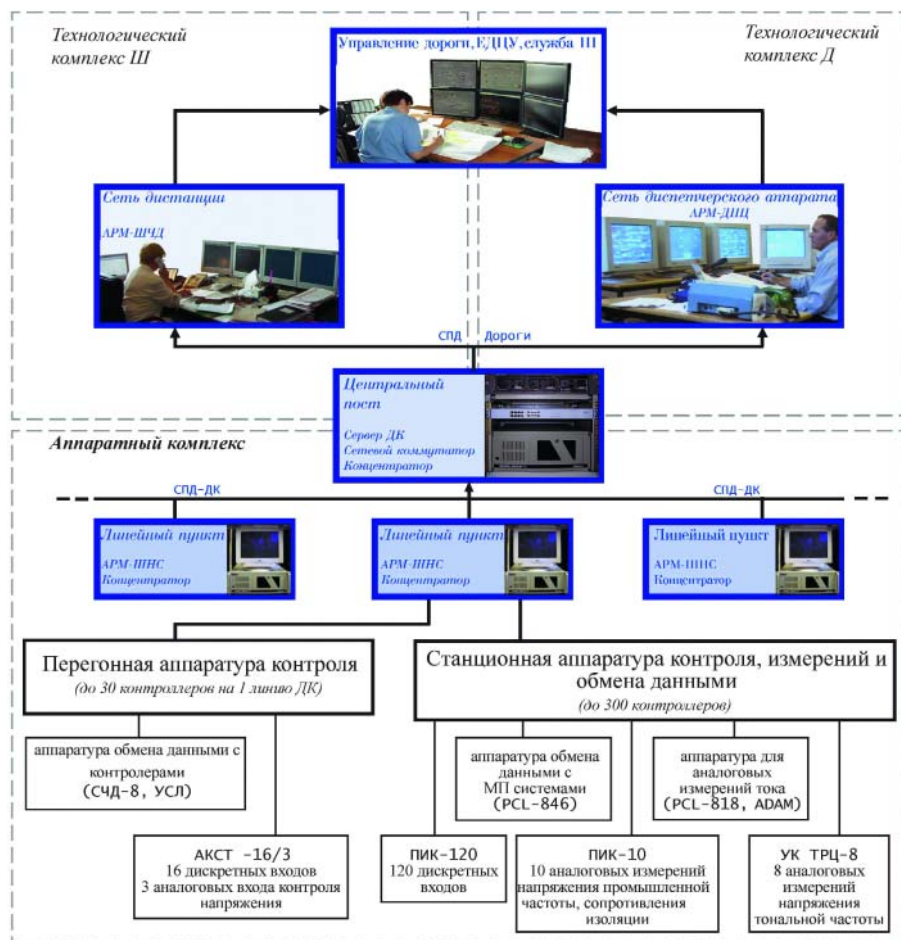 Технологический
комплекс Ш
Управление дороги, ЕДЦУ, служба Ш
Технологический
комплекс Д
Сеть дистанции
АРМ-ШЧД
Сеть диспетчерского аппарата
АРМ-ДНЦ
СПД Дороги
Центральный
пост
Сервер ДК
Сетевой коммутатор
Концентратор
Аппаратный комплекс
СПД-ДК
СПД-ДК
Линейный пункт
АРМ-ШНС
Концентратор
Линейный пункт
АРМ-ШНС
Концентратор
Линейный пункт
АРМ-ШНС
Концентратор
Перегонная аппаратура контроля
(до 30 контроллеров на 1 линию ДК)
Станционная аппаратура контроля, измерений и
обмена данными
(до 300 контроллеров)
аппаратура обмена данными с
контролерами
(СЧД-8, УСЛ)
аппаратура обмена
данными с
МП системами
(PCL-846)
аппаратура для
аналоговых
измерений тока
(PCL-818, ADAM)
АКСТ -16/3
16 дискретных входов
3 аналоговых входа контроля
напряжения
ПИК-120
120 дискретных
входов
ПИК-10
10 аналоговых измерений
напряжения промышленной
частоты, сопротивления
изоляции
УК ТРЦ-8
8 аналоговых
измерений
напряжения
тональной частоты